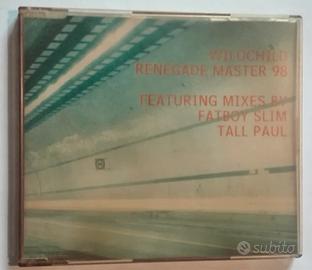 WILDCHILD
RENEGADE MASTER 98
FEATURING MIXES BY
FATBOY SLIM
TALL PAUL
subito